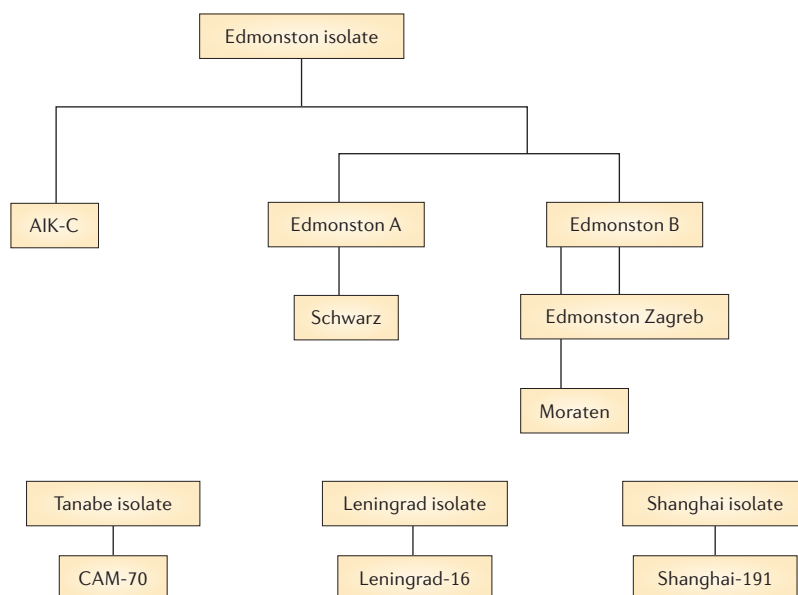 Edmonston isolate
AIK-C
Edmonston A
Edmonston B
Schwarz
Edmonston Zagreb
Moraten
Tanabe isolate
Leningrad isolate
Shanghai isolate
CAM-70
Leningrad-16
Shanghai-191